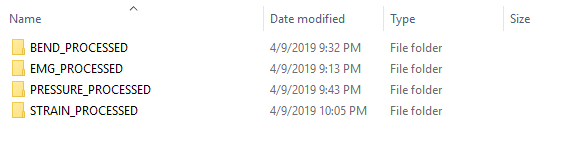 Name Date modified Type Size
BEND_PROCESSED 4/9/2019 9:32 PM File folder
EMG_PROCESSED 4/9/2019 9:13 PM File folder
PRESSURE_PROCESSED 4/9/2019 9:43 PM File folder
STRAIN_PROCESSED 4/9/2019 10:05 PM File folder